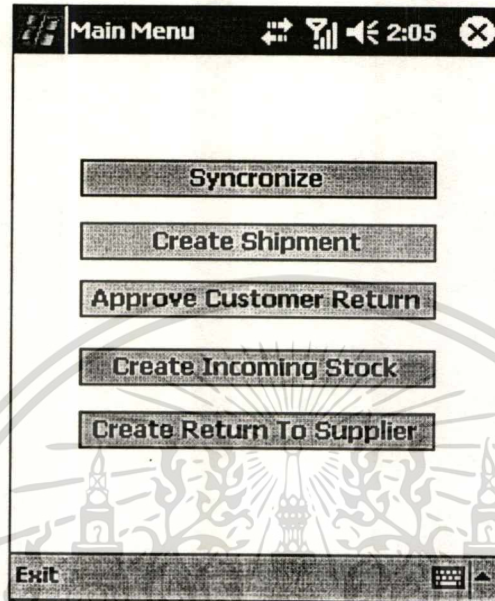 Main Menu 2:05
Syncronize
Create Shipment
Approve Customer Return
Create Incoming Stock
Create Return To Supplier
Exit